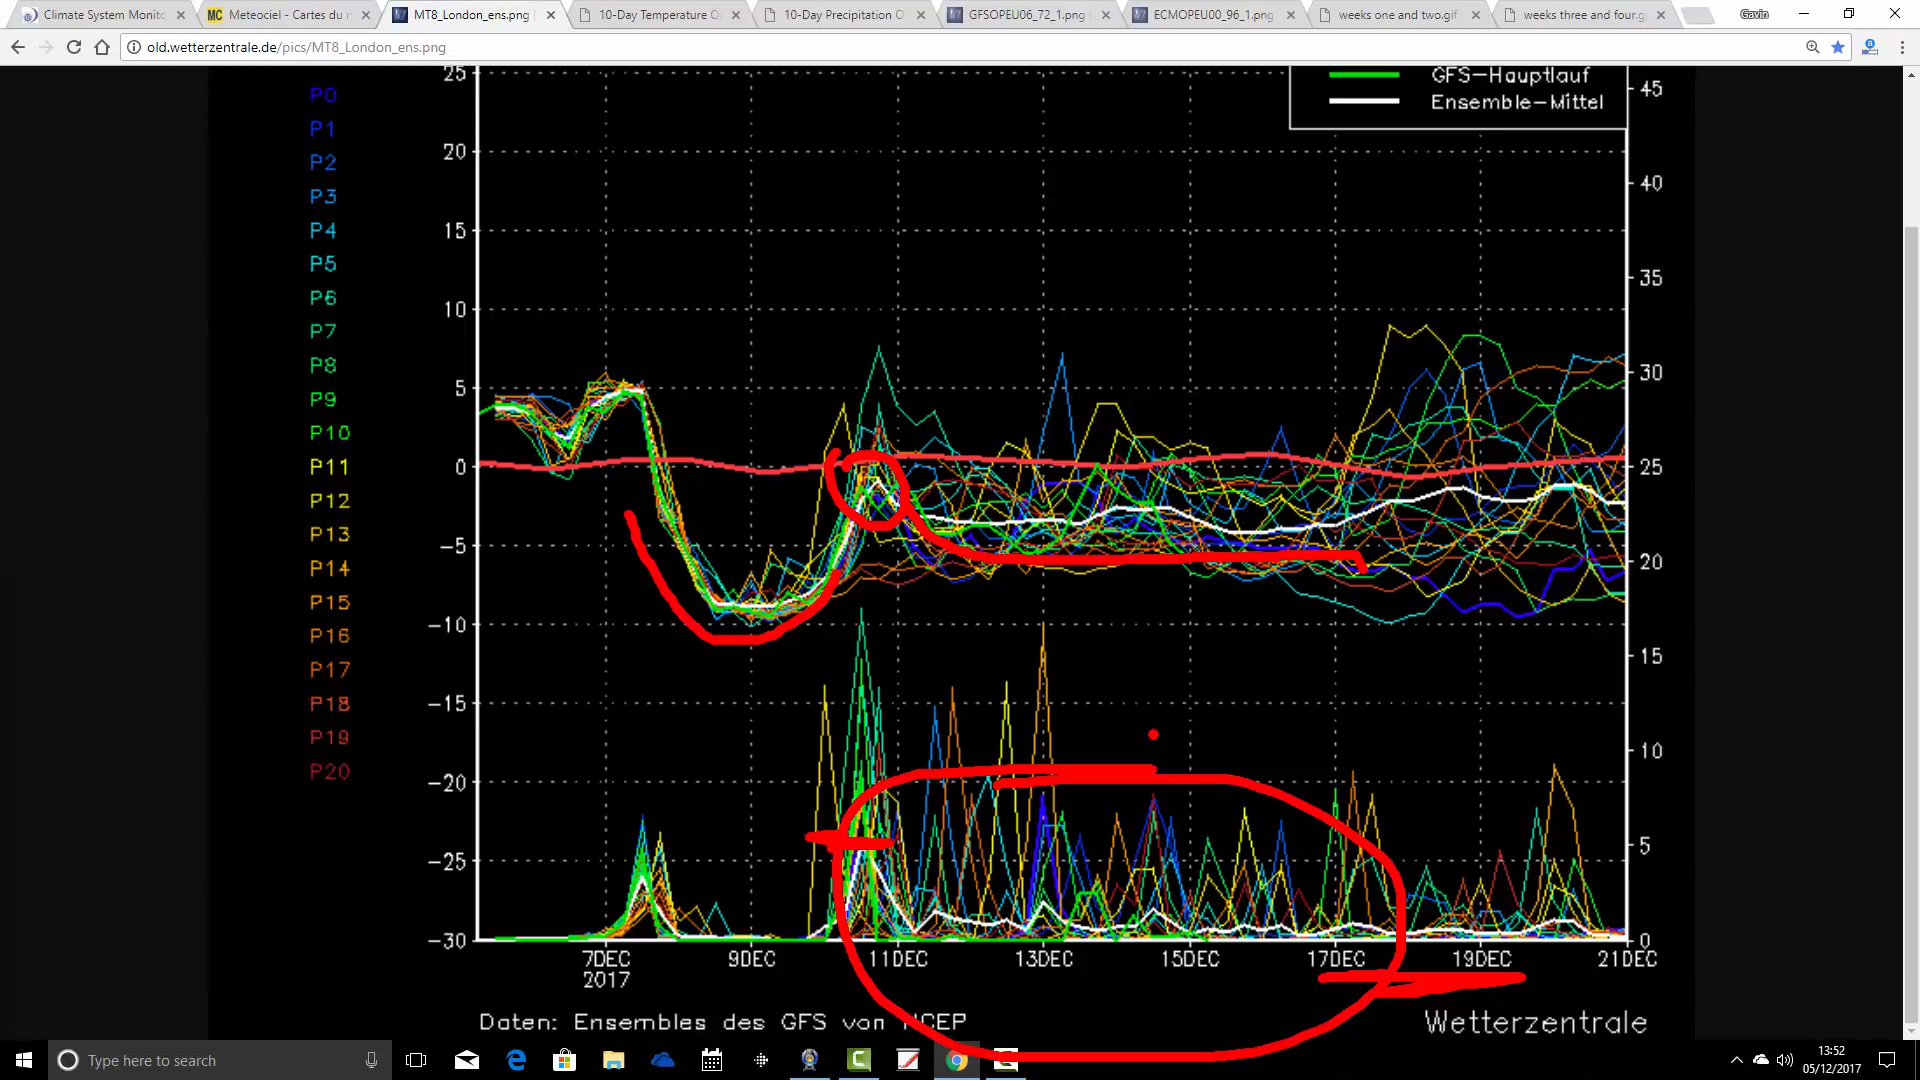 Climate System Monito
Meteociel - Cartes du m
MT8_London_ens.png
10-Day Temperature O
10-Day Precipitation O
GFSOPEU06_72_1.png
ECMOPEU00_96_1.png
weeks one and two.gif
weeks three and four.g
Gavin
old.wetterzentrale.de/pics/MT8_London_ens.png
GFS-Hauptlauf
Ensemble-Mittel
P0
P1
P2
P3
P4
P5
P6
P7
P8
P9
P10
P11
P12
P13
P14
P15
P16
P17
P18
P19
P20
25
20
15
10
5
0
-5
-10
-15
-20
-25
-30
45
40
35
30
25
20
15
10
5
0
7DEC 9DEC 11DEC 13DEC 15DEC 17DEC 19DEC 21DEC
2017
Daten: Ensembles des GFS von NCEP
Wetterzentrale
Type here to search
13:52
05/12/2017